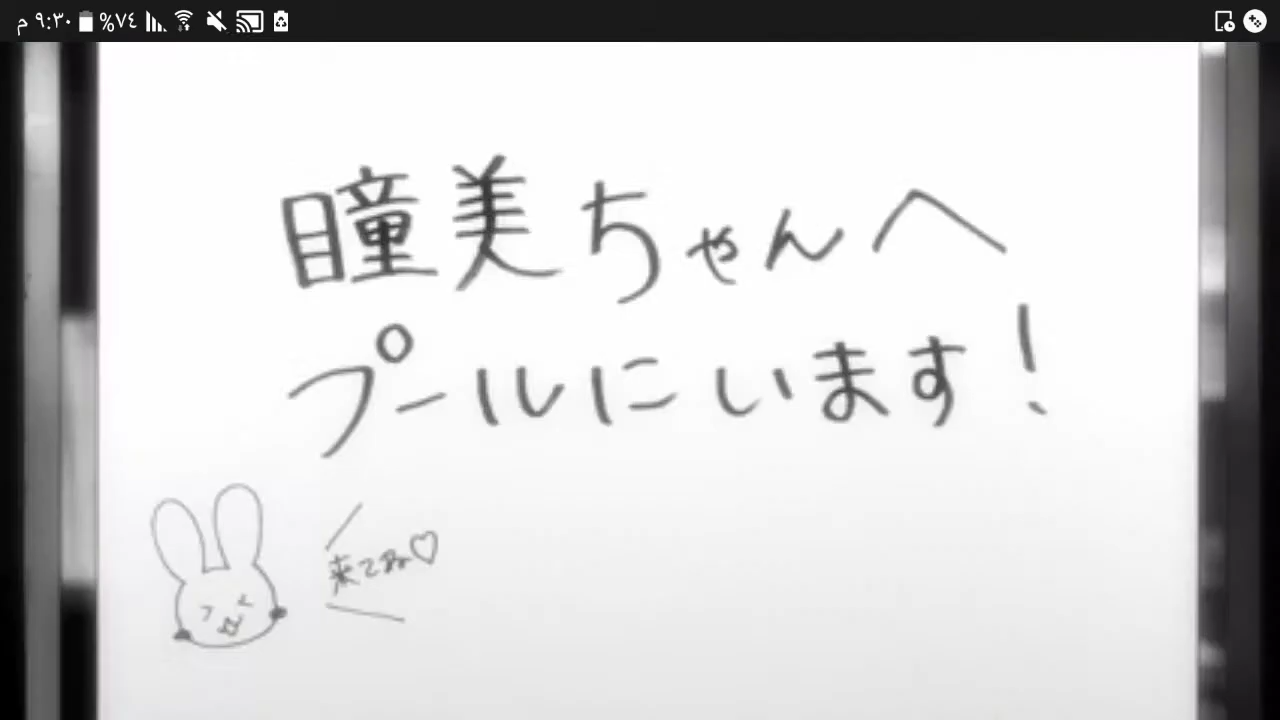 م ٩:٣٠ %٧٤
瞳美ちゃんへ
プールにいます！
来てね♡